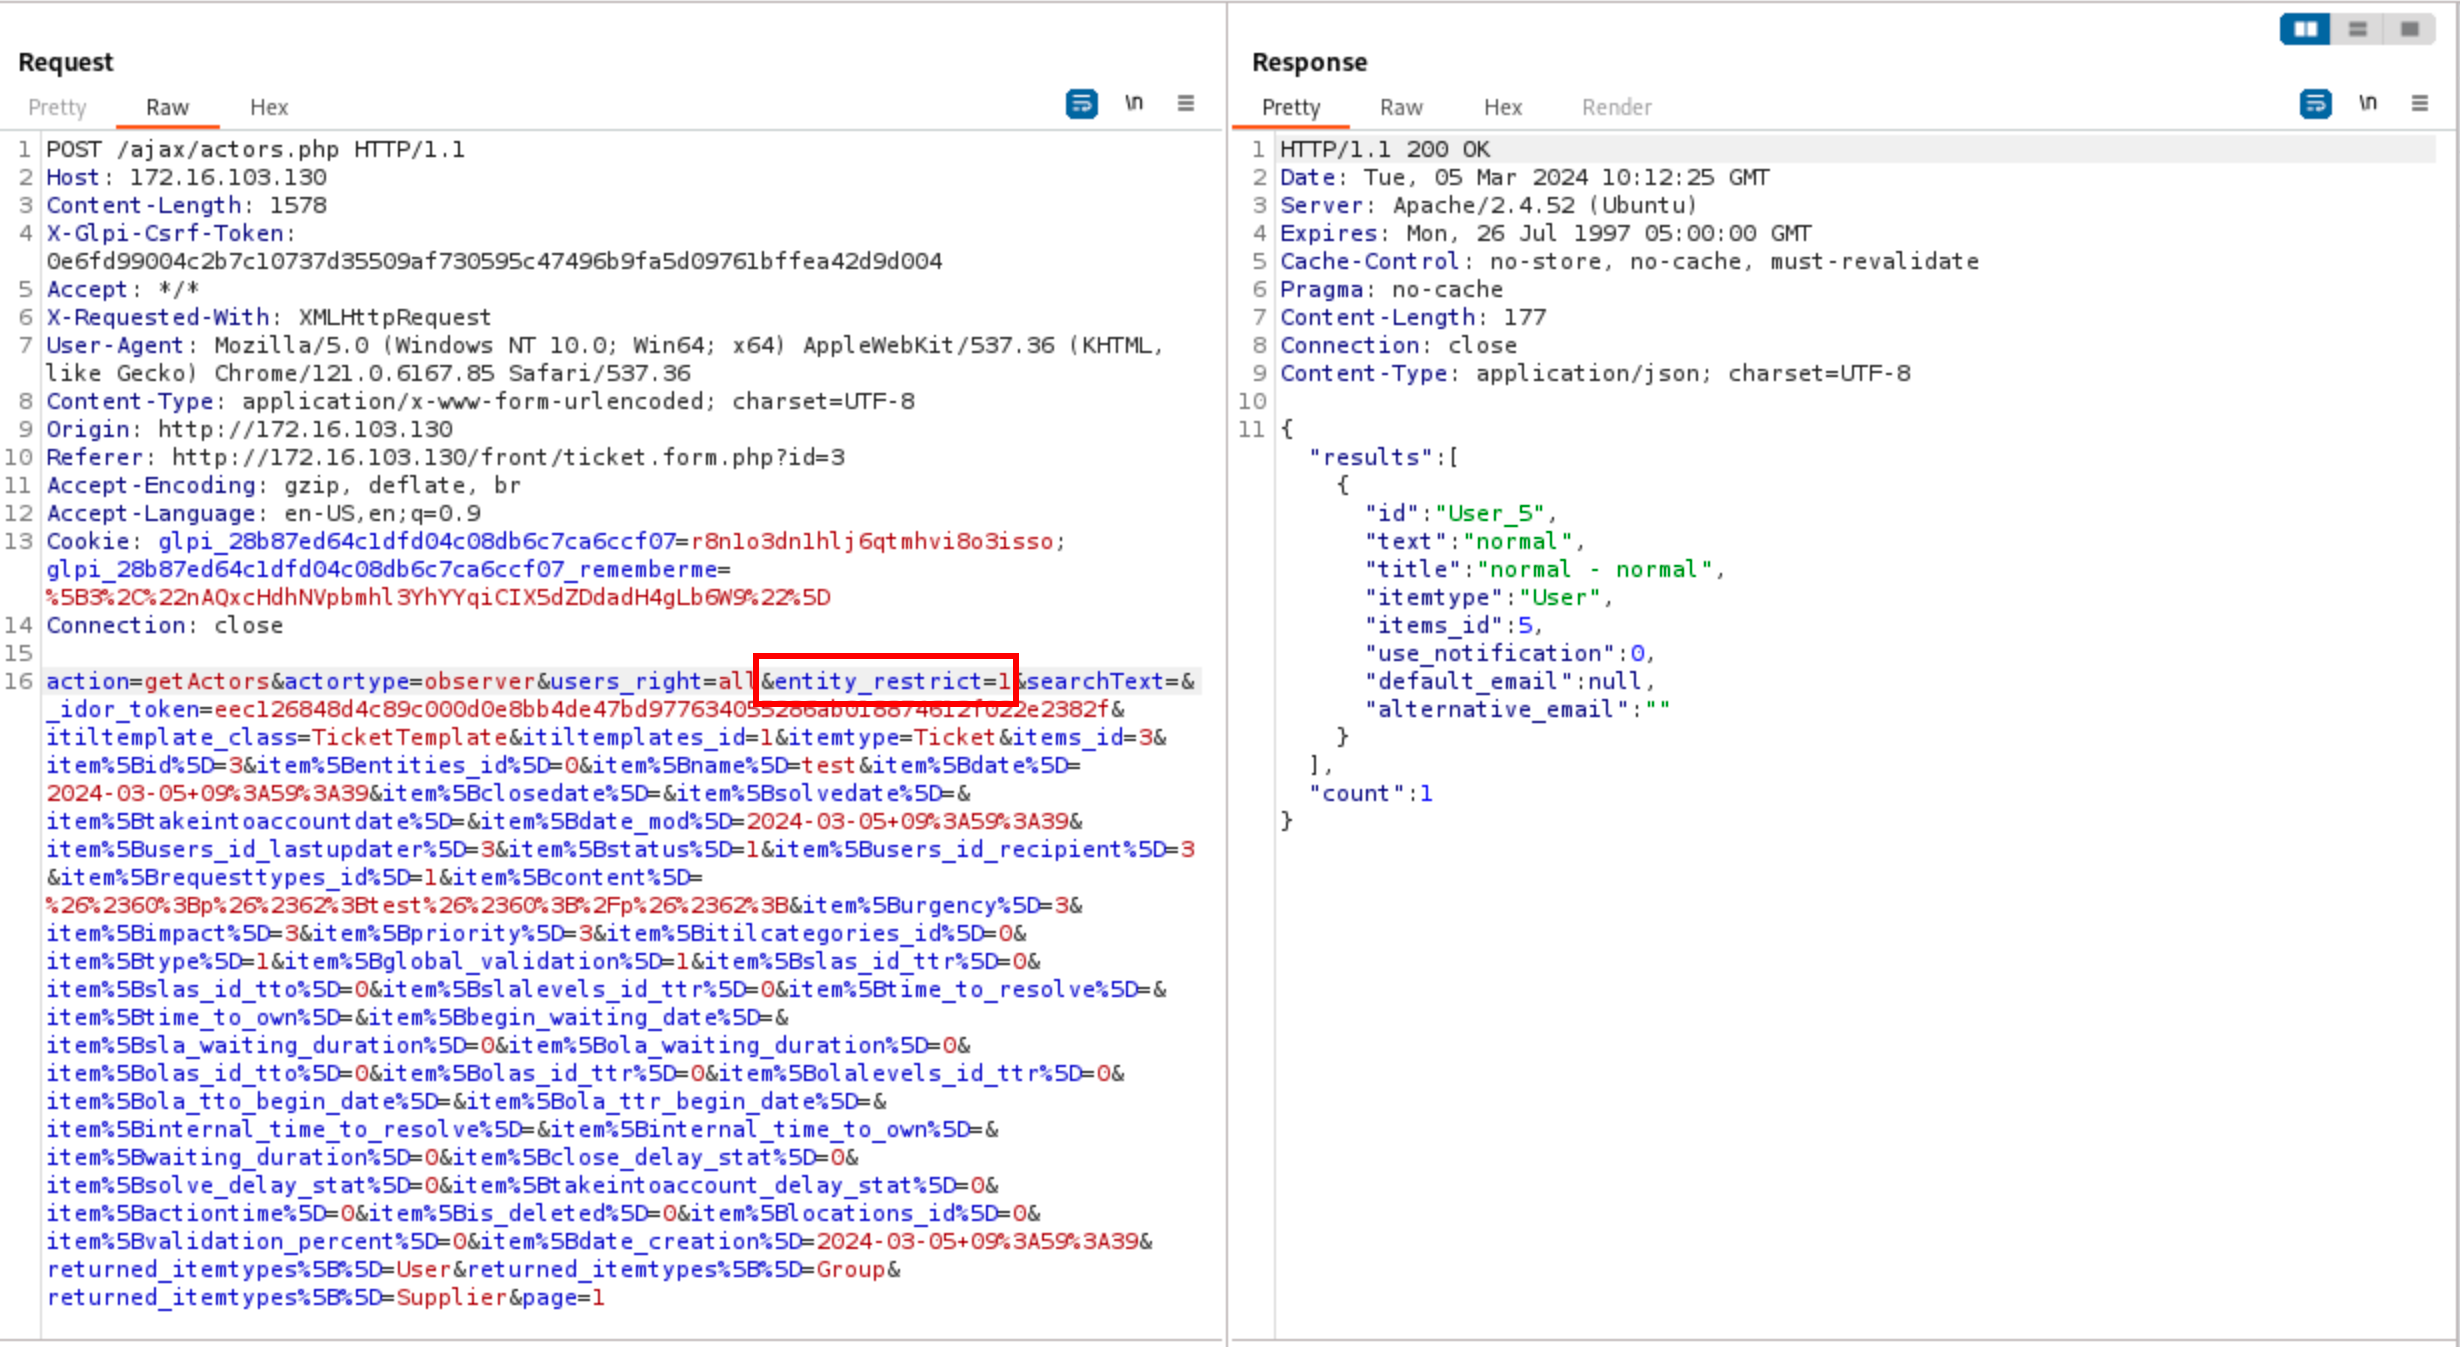 Request
Pretty Raw Hex
\n
1 POST /ajax/actors.php HTTP/1.1
2 Host: 172.16.103.130
3 Content-Length: 1578
4 X-Glpi-Csrf-Token:
0e6fd99004c2b7c10737d35509af730595c47496b9fa5d09761bffea42d9d004
5 Accept: */*
6 X-Requested-With: XMLHttpRequest
7 User-Agent: Mozilla/5.0 (Windows NT 10.0; Win64; x64) AppleWebKit/537.36 (KHTML,
like Gecko) Chrome/121.0.6167.85 Safari/537.36
8 Content-Type: application/x-www-form-urlencoded; charset=UTF-8
9 Origin: http://172.16.103.130
10 Referer: http://172.16.103.130/front/ticket.form.php?id=3
11 Accept-Encoding: gzip, deflate, br
12 Accept-Language: en-US,en;q=0.9
13 Cookie: glpi_28b87ed64c1dfd04c08db6c7ca6ccf07=r8n1o3dn1hlj6qtmhvi8o3isso;
glpi_28b87ed64c1dfd04c08db6c7ca6ccf07_rememberme=
%5B3%2C%22nAQxcHdhNVpbmhl3YhYYqiCIX5dZDdadH4gLb6W9%22%5D
14 Connection: close
15
16 action=getActors&actortype=observer&users_right=all&entity_restrict=1&searchText=&
_idor_token=
itiltemplate_class=TicketTemplate&itiltemplates_id=1&itemtype=Ticket&items_id=3&
item%5Bid%5D=3&item%5Bentities_id%5D=0&item%5Bname%5D=test&item%5Bdate%5D=
2024-03-05+09%3A59%3A39&item%5Bclosedate%5D=&item%5Bsolvedate%5D=&
item%5Btakeintoaccountdate%5D=&item%5Bdate_mod%5D=2024-03-05+09%3A59%3A39&
item%5Busers_id_lastupdater%5D=3&item%5Bstatus%5D=1&item%5Busers_id_recipient%5D=3
&item%5Brequesttypes_id%5D=1&item%5Bcontent%5D=
%26%2360%3Bp%26%2362%3Btest%26%2360%3B%2Fp%26%2362%3B&item%5Burgency%5D=3&
item%5Bimpact%5D=3&item%5Bpriority%5D=3&item%5Bitilcategories_id%5D=0&
item%5Btype%5D=1&item%5Bglobal_validation%5D=1&item%5Bslas_id_ttr%5D=0&
item%5Bslas_id_tto%5D=0&item%5Bslalevels_id_ttr%5D=0&item%5Btime_to_resolve%5D=&
item%5Btime_to_own%5D=&item%5Bbegin_waiting_date%5D=&
item%5Bsla_waiting_duration%5D=0&item%5Bola_waiting_duration%5D=0&
item%5Bolas_id_tto%5D=0&item%5Bolas_id_ttr%5D=0&item%5Bolalevels_id_ttr%5D=0&
item%5Bola_tto_begin_date%5D=&item%5Bola_ttr_begin_date%5D=&
item%5Binternal_time_to_resolve%5D=&item%5Binternal_time_to_own%5D=&
item%5Bwaiting_duration%5D=0&item%5Bclose_delay_stat%5D=0&
item%5Bsolve_delay_stat%5D=0&item%5Btakeintoaccount_delay_stat%5D=0&
item%5Bactiontime%5D=0&item%5Bis_deleted%5D=0&item%5Blocations_id%5D=0&
item%5Bvalidation_percent%5D=0&item%5Bdate_creation%5D=2024-03-05+09%3A59%3A39&
returned_itemtypes%5B%5D=User&returned_itemtypes%5B%5D=Group&
returned_itemtypes%5B%5D=Supplier&page=1
Response
Pretty Raw Hex Render
\n
1 HTTP/1.1 200 OK
2 Date: Tue, 05 Mar 2024 10:12:25 GMT
3 Server: Apache/2.4.52 (Ubuntu)
4 Expires: Mon, 26 Jul 1997 05:00:00 GMT
5 Cache-Control: no-store, no-cache, must-revalidate
6 Pragma: no-cache
7 Content-Length: 177
8 Connection: close
9 Content-Type: application/json; charset=UTF-8
10
11 {
"results":[
{
"id":"User_5",
"text":"normal",
"title":"normal - normal",
"itemtype":"User",
"items_id":5,
"use_notification":0,
"default_email":null,
"alternative_email":""
}
],
"count":1
}